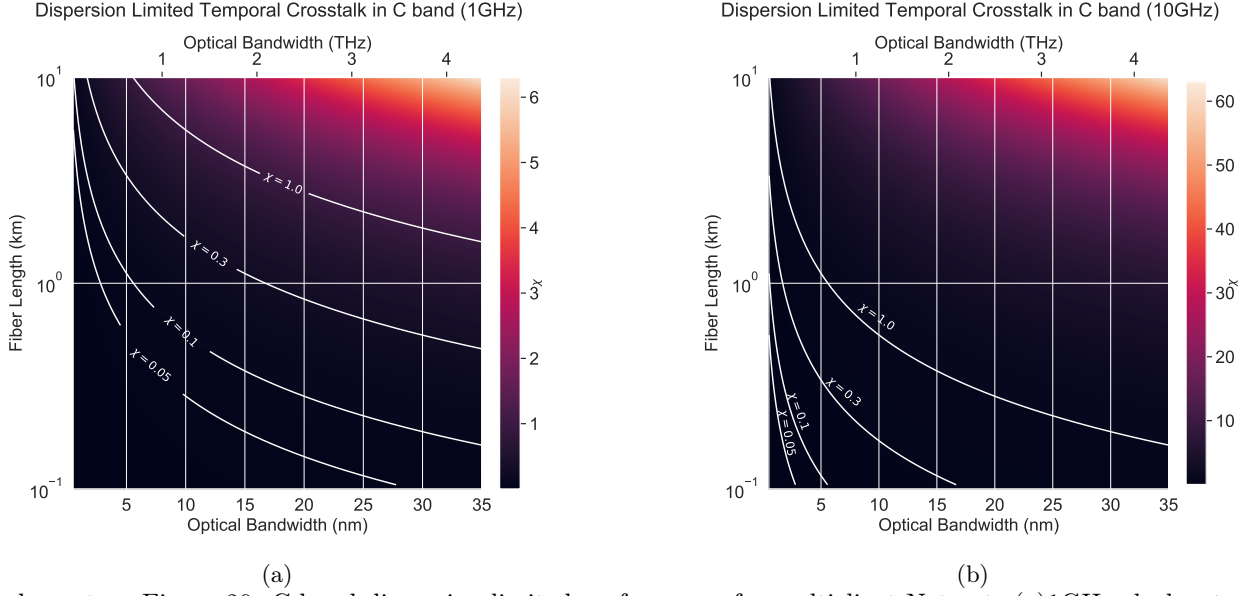 Dispersion Limited Temporal Crosstalk in C band (1GHz)
Optical Bandwidth (THz)
1 2 3 4
10^1
10^0
10^−1
Fiber Length (km)
χ = 1.0
χ = 0.3
χ = 0.1
χ = 0.05
5 10 15 20 25 30 35
Optical Bandwidth (nm)
6
5
4
3
2
1
χ
(a)
Dispersion Limited Temporal Crosstalk in C band (10GHz)
Optical Bandwidth (THz)
1 2 3 4
10^1
10^0
10^−1
Fiber Length (km)
χ = 1.0
χ = 0.3
χ = 0.1
χ = 0.05
5 10 15 20 25 30 35
Optical Bandwidth (nm)
60
50
40
30
20
10
χ
(b)